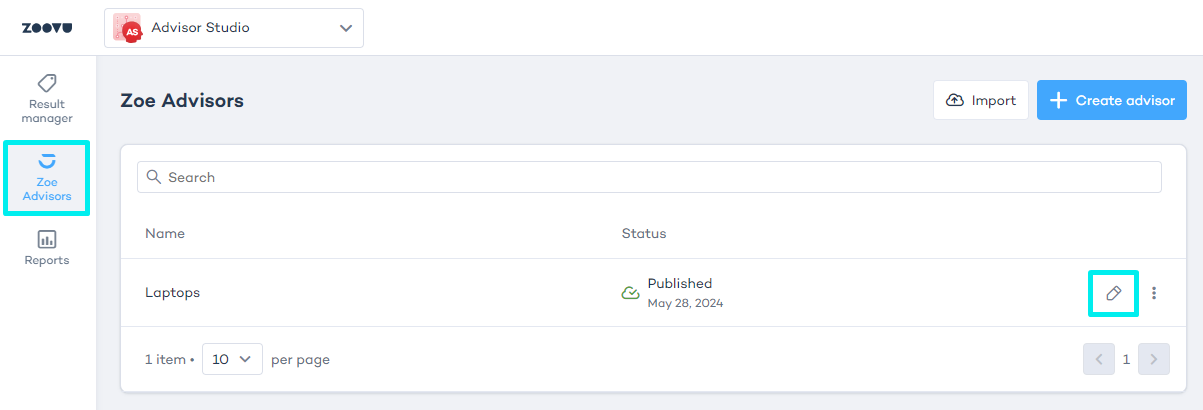 zoovu
AS
Advisor Studio
Result
manager
Zoe
Advisors
Reports
Zoe Advisors
Import
Create advisor
Search
Name
Status
Laptops
Published
May 28, 2024
1 item •
10
per page
1